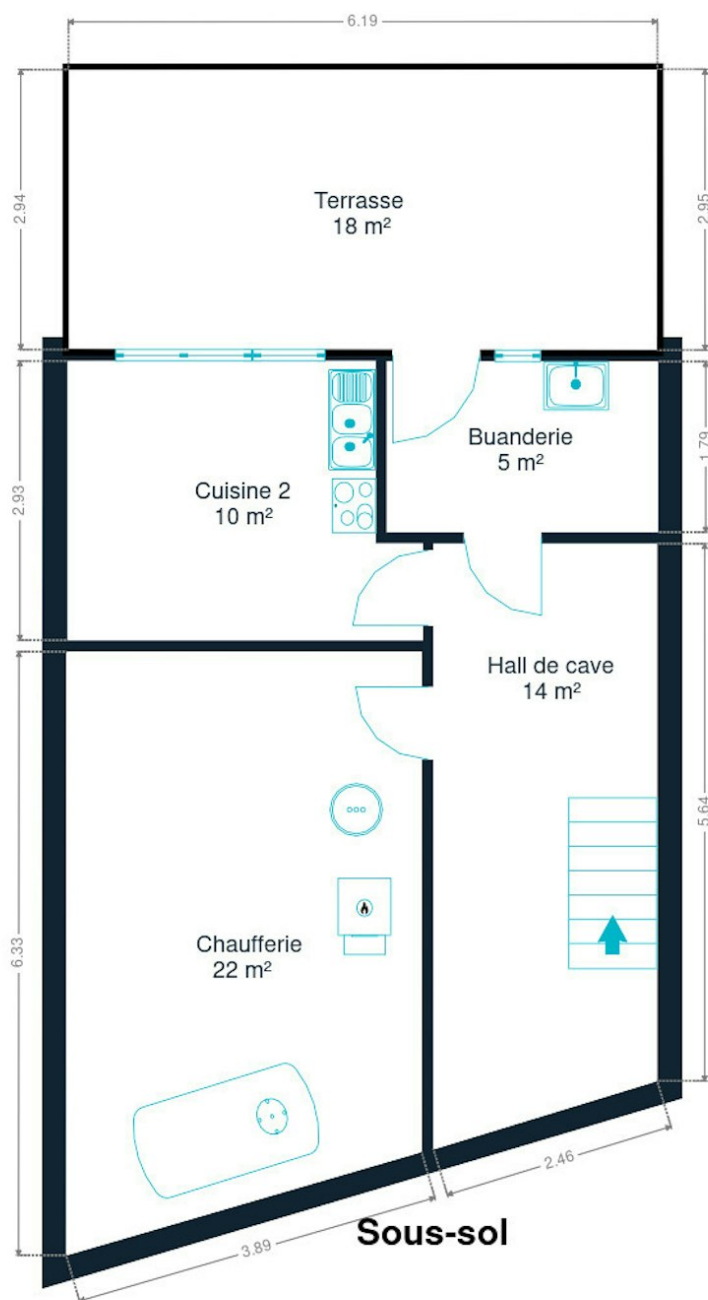 6.19
2.94
Terrasse
18 m²
2.95
2.93
Cuisine 2
10 m²
Buanderie
5 m²
1.79
Hall de cave
14 m²
5.64
6.33
Chaufferie
22 m²
2.46
3.89
Sous-sol